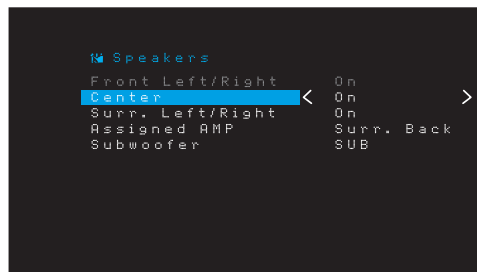 Speakers
Front Left/Right On
Center < On >
Surr. Left/Right On
Assigned AMP Surr. Back
Subwoofer SUB